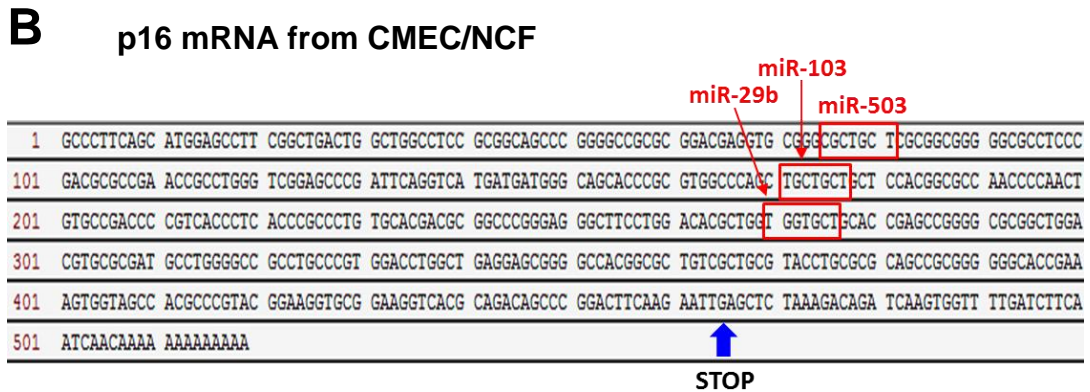 B p16 mRNA from CMEC/NCF
miR-103
miR-29b miR-503
1 GCCCTTCAGC ATGGAGCCTT CGGCTGACTG GCTGGCCTCC GCGGCAGCCC GGGGCCGCGC GGACGAGGTG CGGGCGCTGC TCGCGGCGGG GGCGCCTCCC
101 GACGCGCCGA ACCGCCTGGG TCGGAGCCCG ATTCAGGTCA TGATGATGGG CAGCACCCGC GTGGCCCACC TGCTGCTGCT CCACGGCGCC AACCCCAACT
201 GTGCCGACCC CGTCACCCTC ACCCGCCCTG TGCACGACGC GGCCCGGGAG GGCTTCCTGG ACACGCTGGT GGTGCTGCAC CGAGCCGGGG CGCGGCTGGA
301 CGTGCGCGAT GCCTGGGGCC GCCTGCCCGT GGACCTGGCT GAGGAGCGGG GCCACGGCGC TGTCGCTGCG TACCTGCGCG CAGCCGCGGG GGGCACCGAA
401 AGTGGTAGCC ACGCCCGTAC GGAAGGTGCG GAAGGTCACG CAGACAGCCC GGACTTCAAG AATTGAGCTC TAAAGACAGA TCAAGTGGTT TTGATCTTCA
501 ATCAACAAAA AAAAAAAAA
STOP